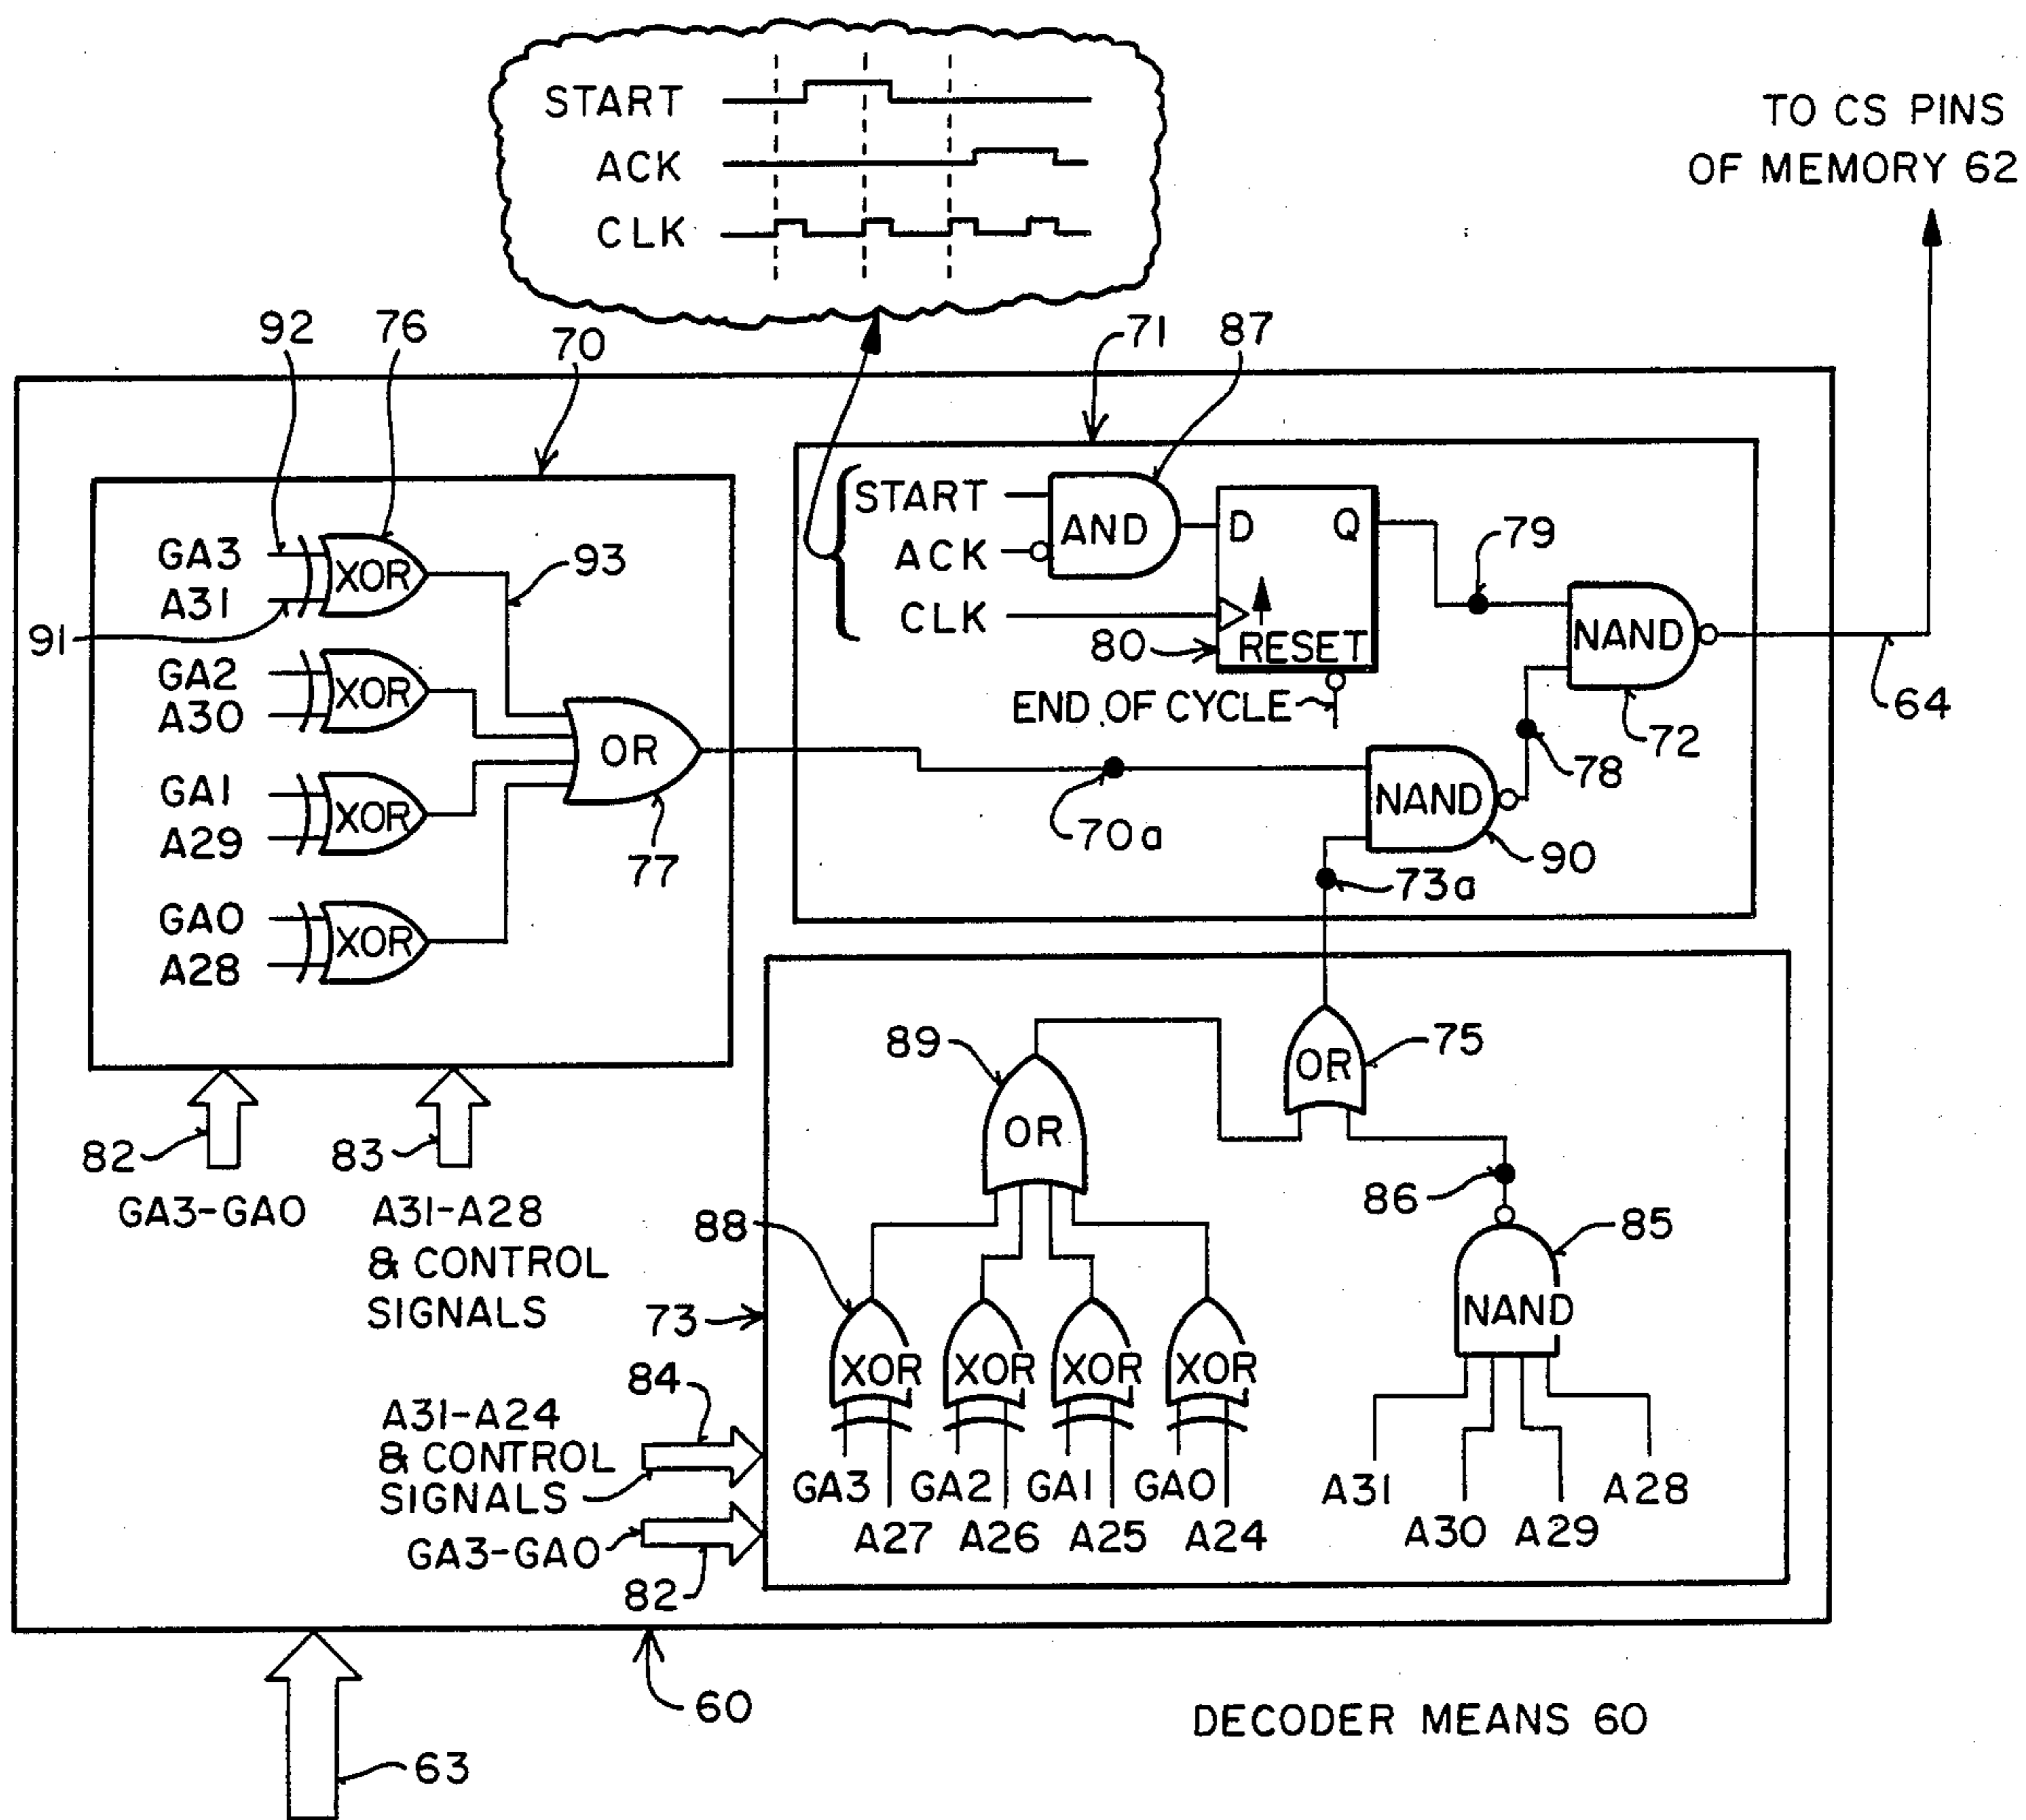 START
ACK
CLK
TO CS PINS
OF MEMORY 62
92
76
70
71
87
GA3
A31
XOR
93
91
GA2
A30
XOR
GA1
A29
XOR
GA0
A28
XOR
OR
77
START
ACK
CLK
AND
D
Q
RESET
80
END OF CYCLE
79
NAND
72
64
78
70a
NAND
90
73a
82
GA3-GA0
83
A31-A28
& CONTROL
SIGNALS
89
OR
OR
75
86
85
NAND
88
XOR
XOR
XOR
XOR
73
84
A31-A24
& CONTROL
SIGNALS
GA3-GA0
82
GA3
A27
GA2
A26
GA1
A25
GA0
A24
A31
A30
A29
A28
60
63
DECODER MEANS 60